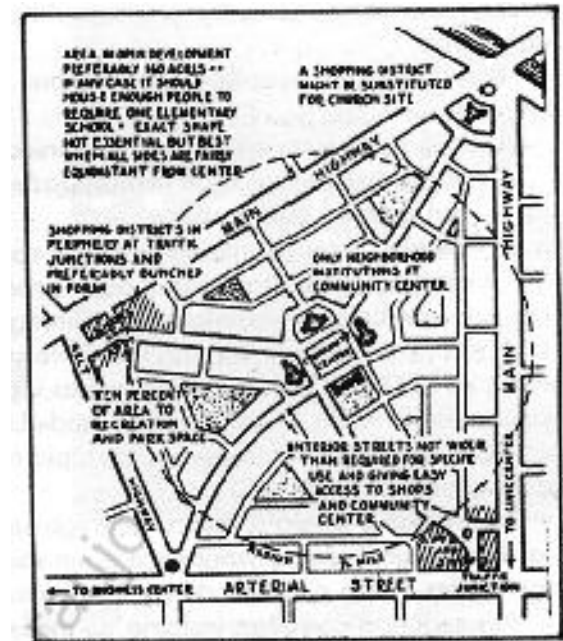 AREA IN OPEN DEVELOPMENT
PREFERABLY 160 ACRES - -
IN ANY CASE IT SHOULD
HOUSE ENOUGH PEOPLE TO
REQUIRE ONE ELEMENTARY
SCHOOL • EXACT SHAPE
NOT ESSENTIAL BUT BEST
WHEN ALL SIDES ARE FAIRLY
EQUIDISTANT FROM CENTER
A SHOPPING DISTRICT
MIGHT BE SUBSTITUTED
FOR CHURCH SITE
MAIN HIGHWAY
SHOPPING DISTRICTS IN
PERIPHERY AT TRAFFIC
JUNCTIONS AND
PREFERABLY BUNCHED
IN FORM
ONLY NEIGHBORHOOD
INSTITUTIONS AT
COMMUNITY CENTER
MAIN HIGHWAY
TEN PERCENT
OF AREA TO
RECREATION
AND PARK SPACE
INTERIOR STREETS NOT WIDER
THAN REQUIRED FOR SPECIFIC
USE AND GIVING EASY
ACCESS TO SHOPS
AND COMMUNITY
CENTER
HIGHWAY
RADIUS ½ MILE
TRAFFIC
JUNCTION
TO BUSINESS CENTER
ARTERIAL STREET